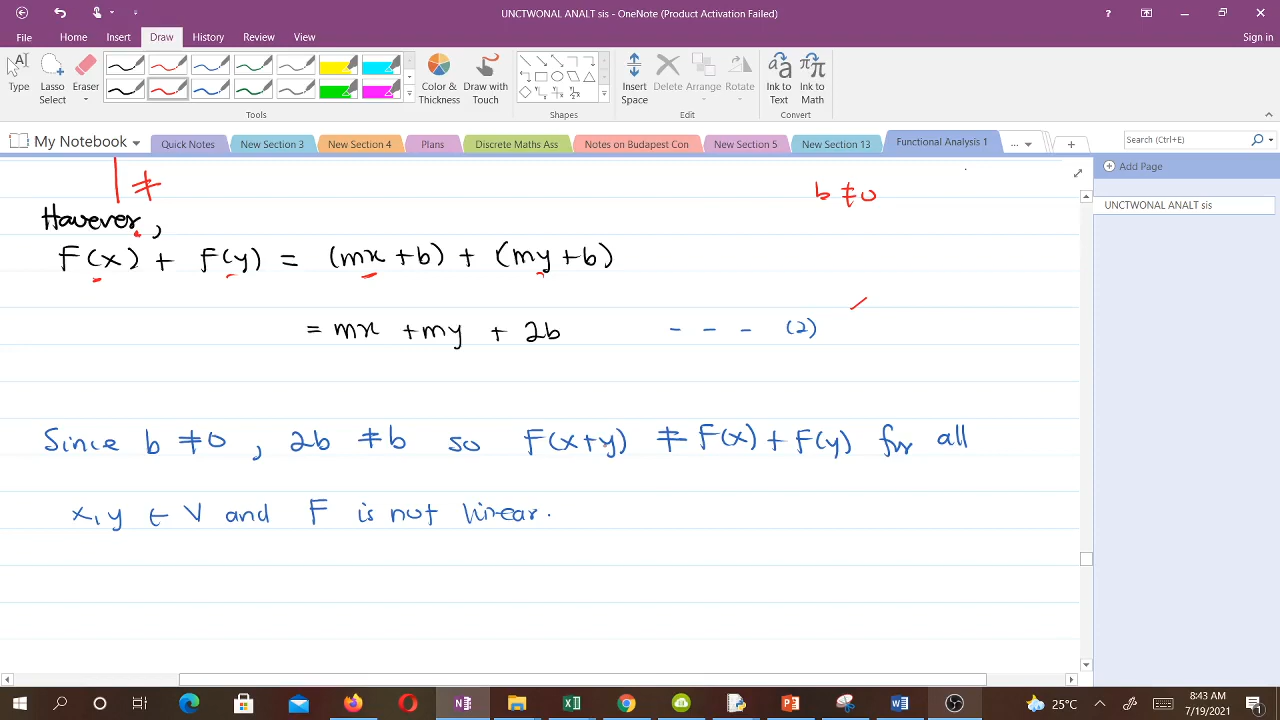 UNCTWONAL ANALT sis - OneNote (Product Activation Failed)
File Home Insert Draw History Review View Sign in
Type
Lasso Select
Eraser
Color & Thickness
Draw with Touch
Insert Space
Delete
Arrange
Rotate
Ink to Text
Ink to Math
Tools Shapes Edit Convert
My Notebook Quick Notes New Section 3 New Section 4 Plans Discrete Maths Ass Notes on Budapest Con New Section 5 New Section 13 Functional Analysis 1 ... Search (Ctrl+E)
Add Page
UNCTWONAL ANALT sis
≠
b ≠ 0
However,
F(x) + F(y) = (mx + b) + (my + b)
= mx + my + 2b - - - (2)
Since b ≠ 0, 2b ≠ b so F(x+y) ≠ F(x) + F(y) for all
x, y ∈ V and F is not linear.
25°C
8:43 AM
7/19/2021